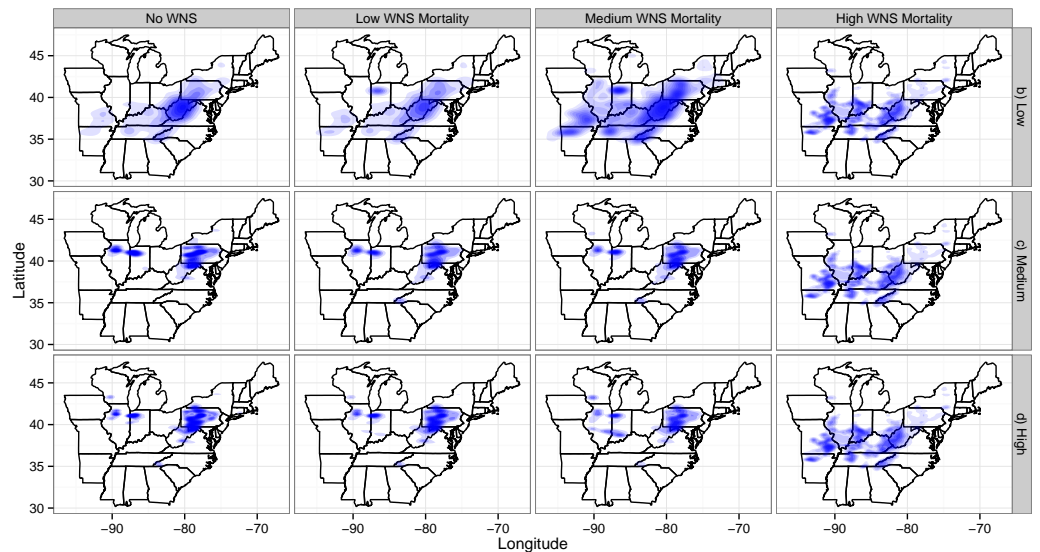 No WNS Low WNS Mortality Medium WNS Mortality High WNS Mortality
45
40
35
30
b) Low
45
40
35
30
c) Medium
45
40
35
30
d) High
Latitude
−90 −80 −70 −90 −80 −70 −90 −80 −70 −90 −80 −70
Longitude